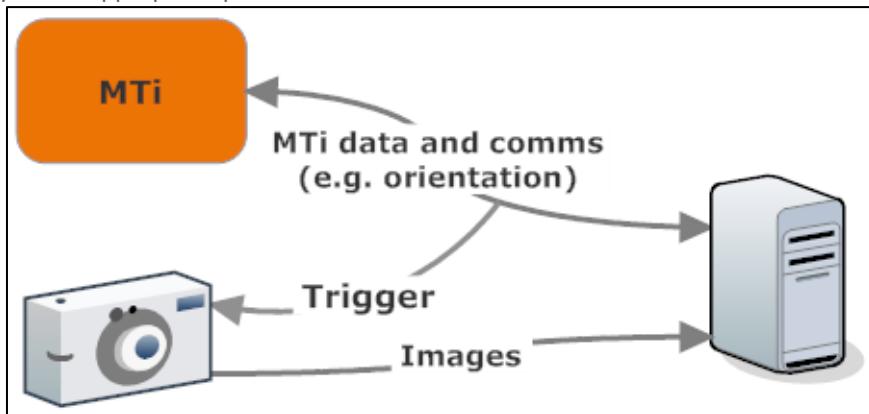 MTi
MTi data and comms
(e.g. orientation)
Trigger
Images